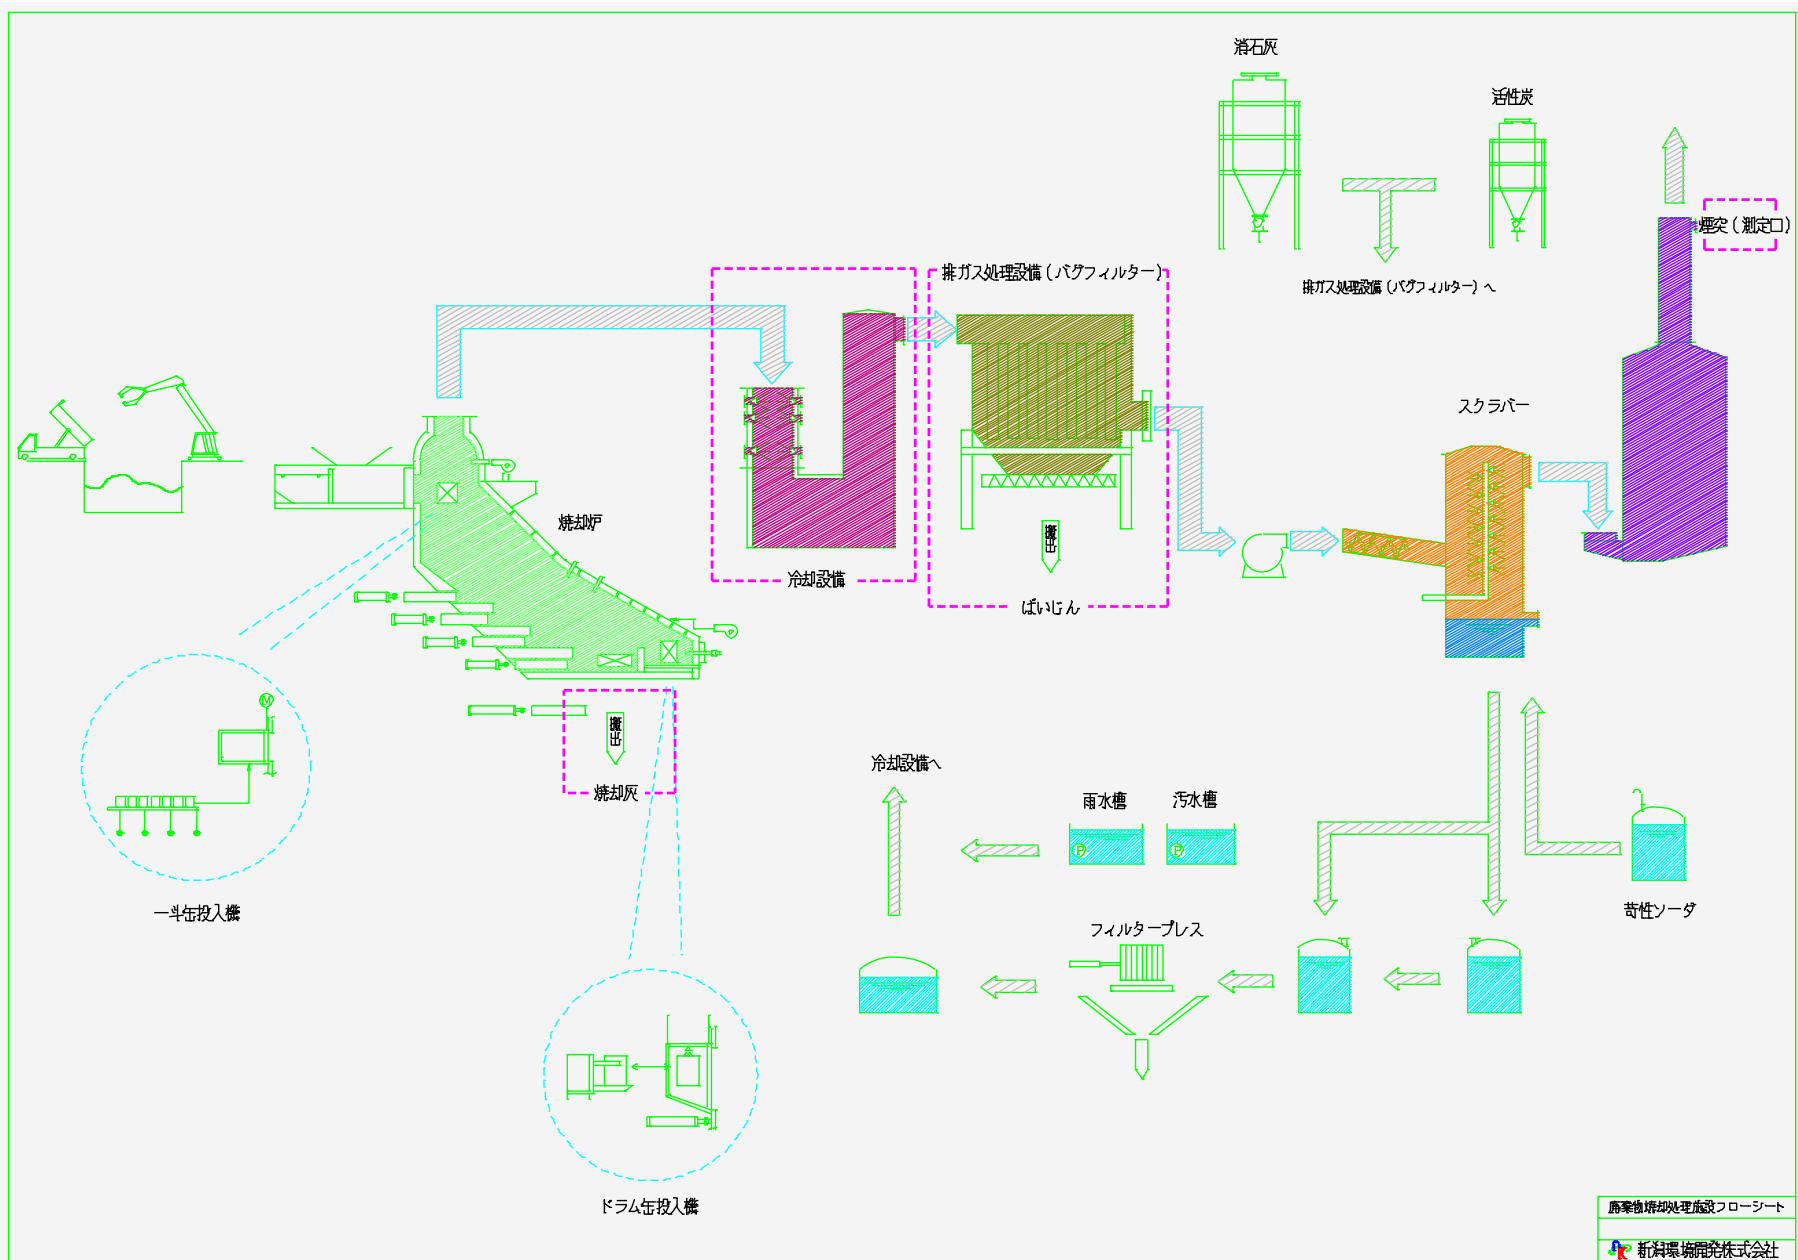 消石灰
活性炭
煙突(測定口)
排ガス処理設備(バグフィルター)
排ガス処理設備(バグフィルター)へ
スクラバー
焼却炉
搬出
冷却設備
ばいじん
M
搬出
焼却灰
冷却設備へ
雨水槽
汚水槽
P
P
一斗缶投入機
苛性ソーダ
フィルタープレス
ドラム缶投入機
廃棄物焼却処理施設フローシート
新潟環境開発株式会社